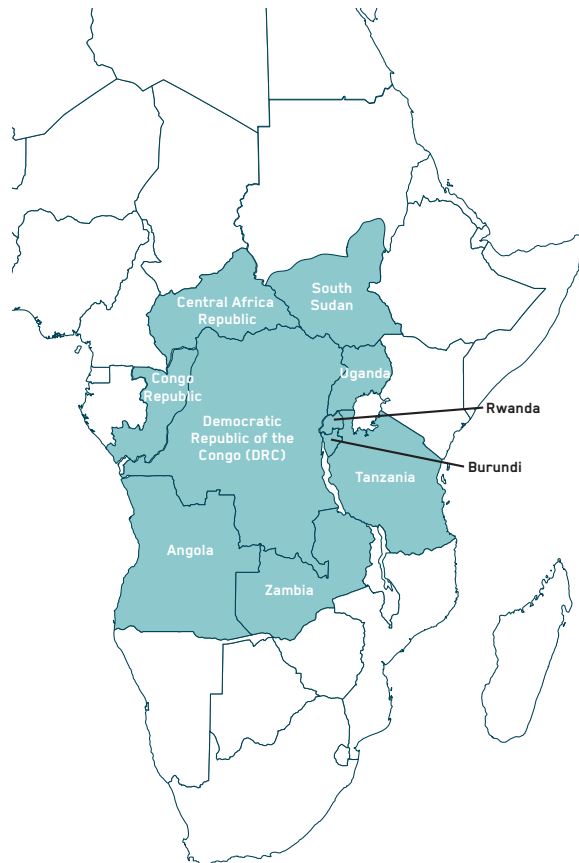 South
Sudan
Central Africa
Republic
Congo
Republic
Uganda
Rwanda
Democratic
Republic of the
Congo (DRC)
Burundi
Tanzania
Angola
Zambia